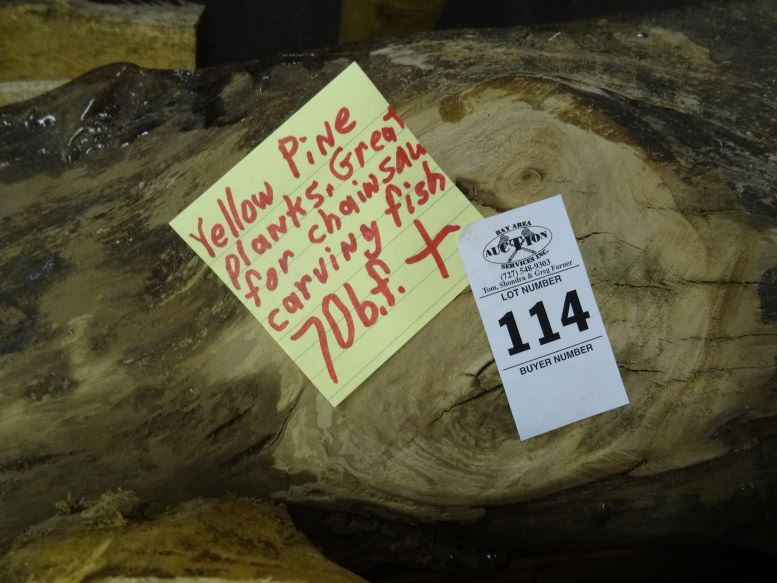 Yellow Pine
Planks. Great
for chainsaw
carving fish
70 b.f. +
BAY AREA
AUCTION
SERVICES INC.
(727) 548-9303
Tom, Shondra & Greg Farner
LOT NUMBER
114
BUYER NUMBER